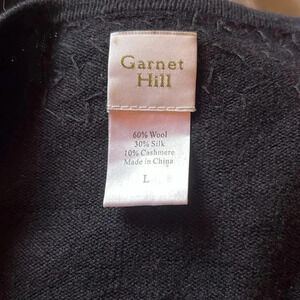 Garnet
Hill
60% Wool
30% Silk
10% Cashmere
Made in China
L